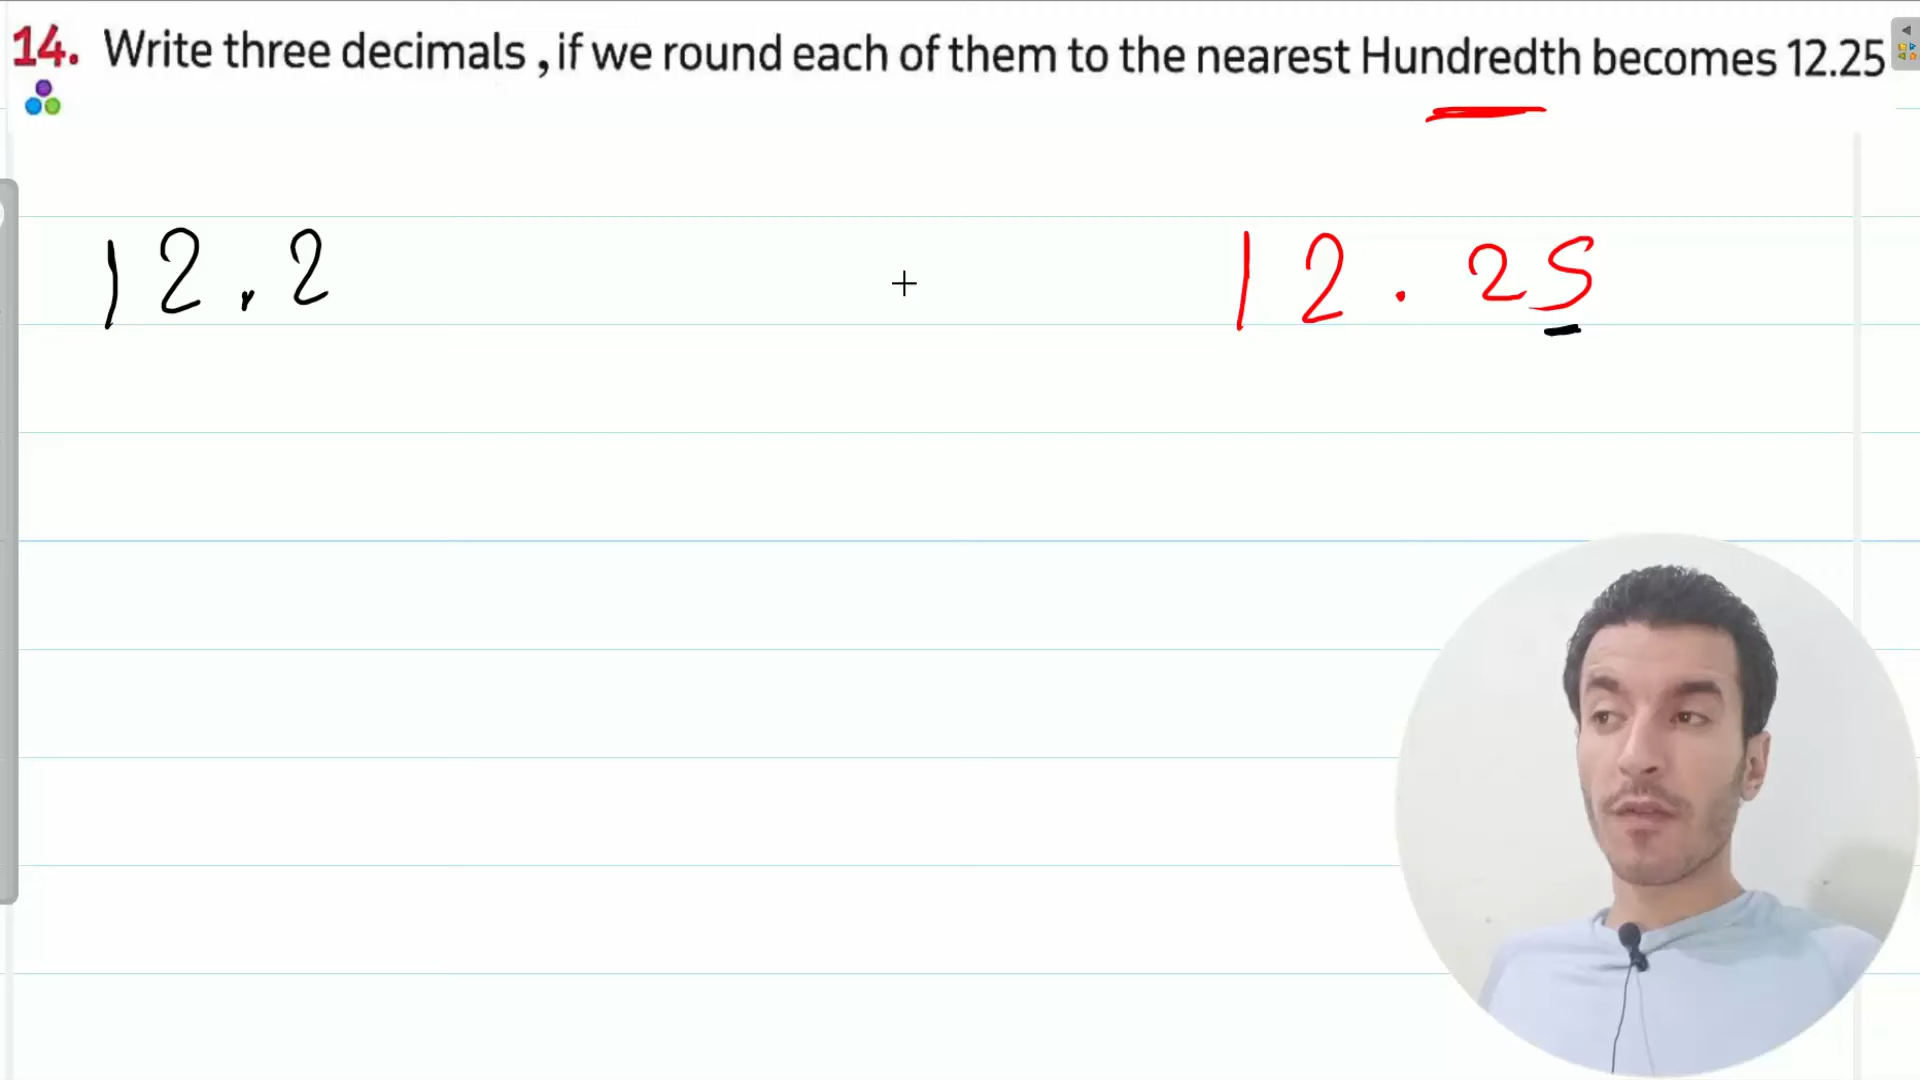 14. Write three decimals , if we round each of them to the nearest Hundredth becomes 12.25
12.2 12.25